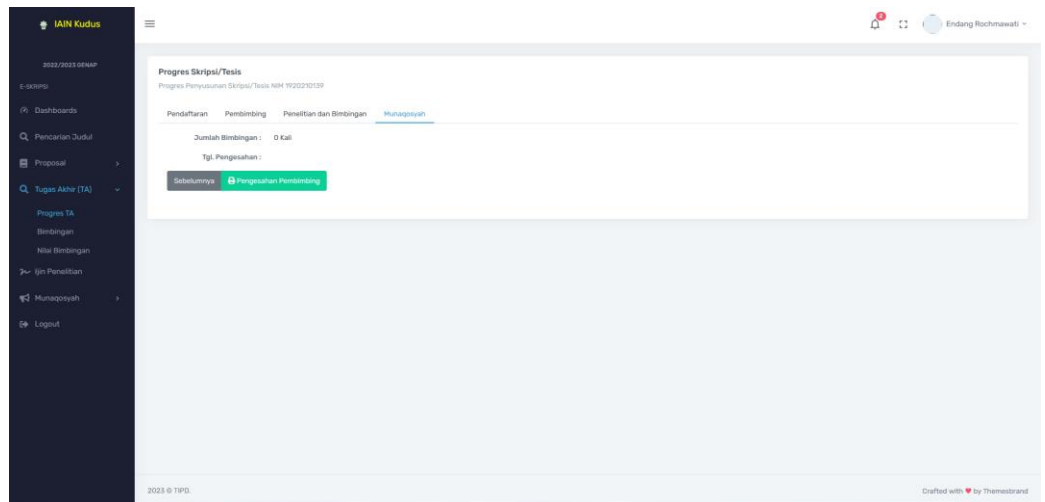 IAIN Kudus
0
Endang Rochmawati
2022/2023 GENAP
E-SKRIPSI
Dashboards
Pencarian Judul
Proposal
Tugas Akhir (TA)
Progres TA
Bimbingan
Nilai Bimbingan
Ijin Penelitian
Munaqosyah
Logout
Progres Skripsi/Tesis
Progres Penyusunan Skripsi/Tesis NIM 1920210139
Pendaftaran Pembimbing Penelitian dan Bimbingan Munaqosyah
Jumlah Bimbingan : 0 Kali
Tgl. Pengesahan :
Sebelumnya Pengesahan Pembimbing
2023 © TIPD. Crafted with ❤ by Themesbrand